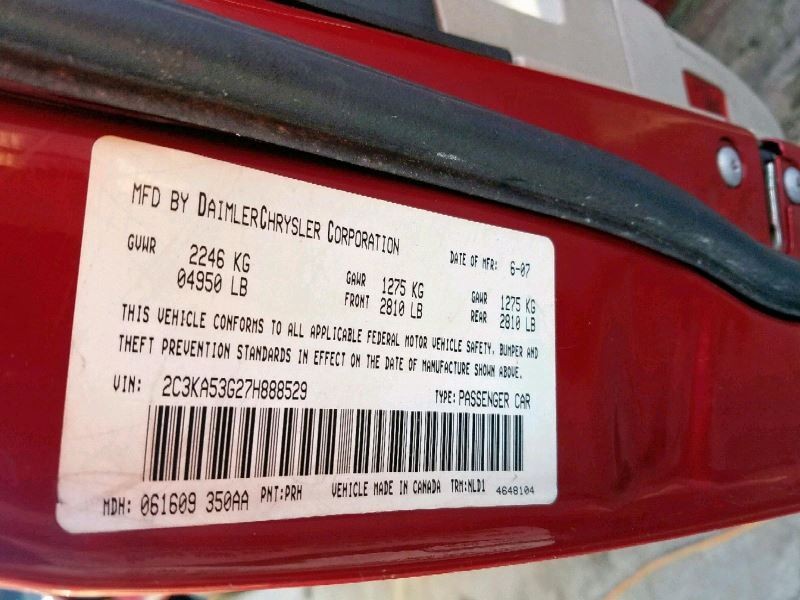 MFD BY DAIMLERCHRYSLER CORPORATION
DATE OF MFR: 6-07
GVWR 2246 KG
04950 LB
GAWR 1275 KG
FRONT 2810 LB
GAWR 1275 KG
REAR 2810 LB
THIS VEHICLE CONFORMS TO ALL APPLICABLE FEDERAL MOTOR VEHICLE SAFETY, BUMPER AND
THEFT PREVENTION STANDARDS IN EFFECT ON THE DATE OF MANUFACTURE SHOWN ABOVE.
VIN: 2C3KA53G27H888529 TYPE: PASSENGER CAR
MDH: 061609 350AA PNT:PRH VEHICLE MADE IN CANADA TRM:NLD1 4648104